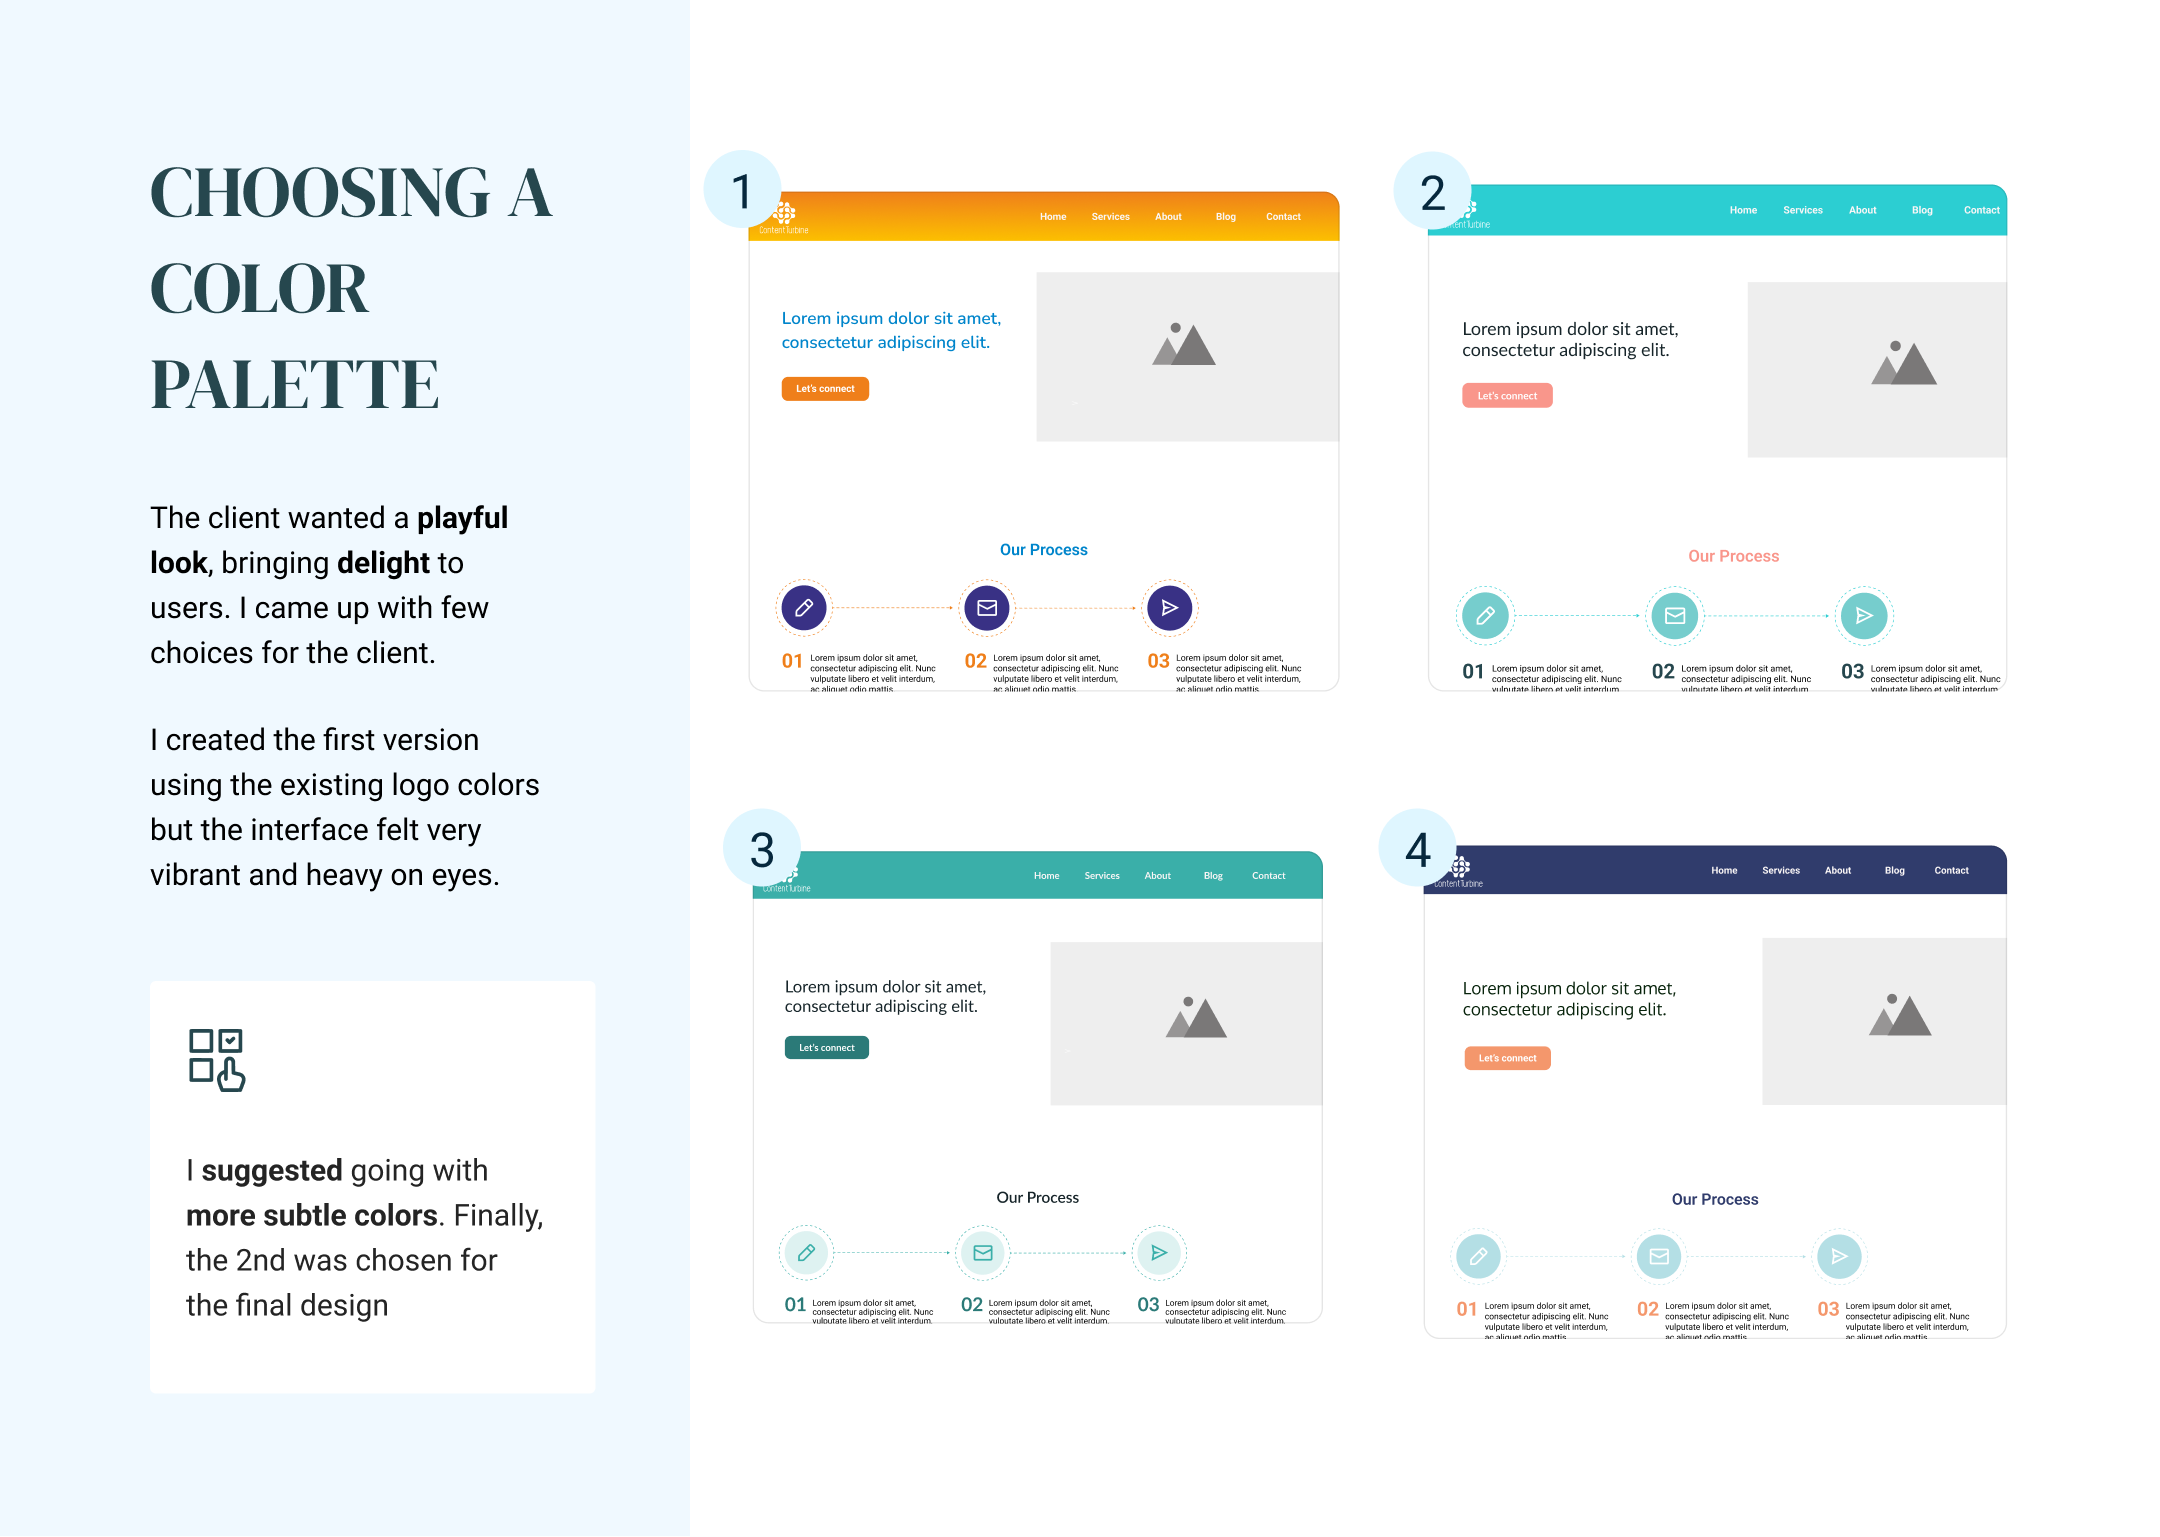 CHOOSING A
COLOR
PALETTE
The client wanted a playful
look, bringing delight to
users. I came up with few
choices for the client.
I created the first version
using the existing logo colors
but the interface felt very
vibrant and heavy on eyes.
I suggested going with
more subtle colors. Finally,
the 2nd was chosen for
the final design
1
ContentTurbine
Home Services About Blog Contact
Lorem ipsum dolor sit amet,
consectetur adipiscing elit.
Let's connect
Our Process
01 Lorem ipsum dolor sit amet,
consectetur adipiscing elit. Nunc
vulputate libero et velit interdum,
ac aliquet odio mattis
02 Lorem ipsum dolor sit amet,
consectetur adipiscing elit. Nunc
vulputate libero et velit interdum,
ac aliquet odio mattis
03 Lorem ipsum dolor sit amet,
consectetur adipiscing elit. Nunc
vulputate libero et velit interdum,
ac aliquet odio mattis
2
entTurbine
Home Services About Blog Contact
Lorem ipsum dolor sit amet,
consectetur adipiscing elit.
Let's connect
Our Process
01 Lorem ipsum dolor sit amet,
consectetur adipiscing elit. Nunc
vulputate libero et velit interdum
02 Lorem ipsum dolor sit amet,
consectetur adipiscing elit. Nunc
vulputate libero et velit interdum
03 Lorem ipsum dolor sit amet,
consectetur adipiscing elit. Nunc
vulputate libero et velit interdum
3
ContentTurbine
Home Services About Blog Contact
Lorem ipsum dolor sit amet,
consectetur adipiscing elit.
Let's connect
Our Process
01 Lorem ipsum dolor sit amet,
consectetur adipiscing elit. Nunc
vulputate libero et velit interdum,
02 Lorem ipsum dolor sit amet,
consectetur adipiscing elit. Nunc
vulputate libero et velit interdum,
03 Lorem ipsum dolor sit amet,
consectetur adipiscing elit. Nunc
vulputate libero et velit interdum,
4
ContentTurbine
Home Services About Blog Contact
Lorem ipsum dolor sit amet,
consectetur adipiscing elit.
Let's connect
Our Process
01 Lorem ipsum dolor sit amet,
consectetur adipiscing elit. Nunc
vulputate libero et velit interdum,
ac aliquet odio mattis
02 Lorem ipsum dolor sit amet,
consectetur adipiscing elit. Nunc
vulputate libero et velit interdum,
ac aliquet odio mattis
03 Lorem ipsum dolor sit amet,
consectetur adipiscing elit. Nunc
vulputate libero et velit interdum,
ac aliquet odio mattis